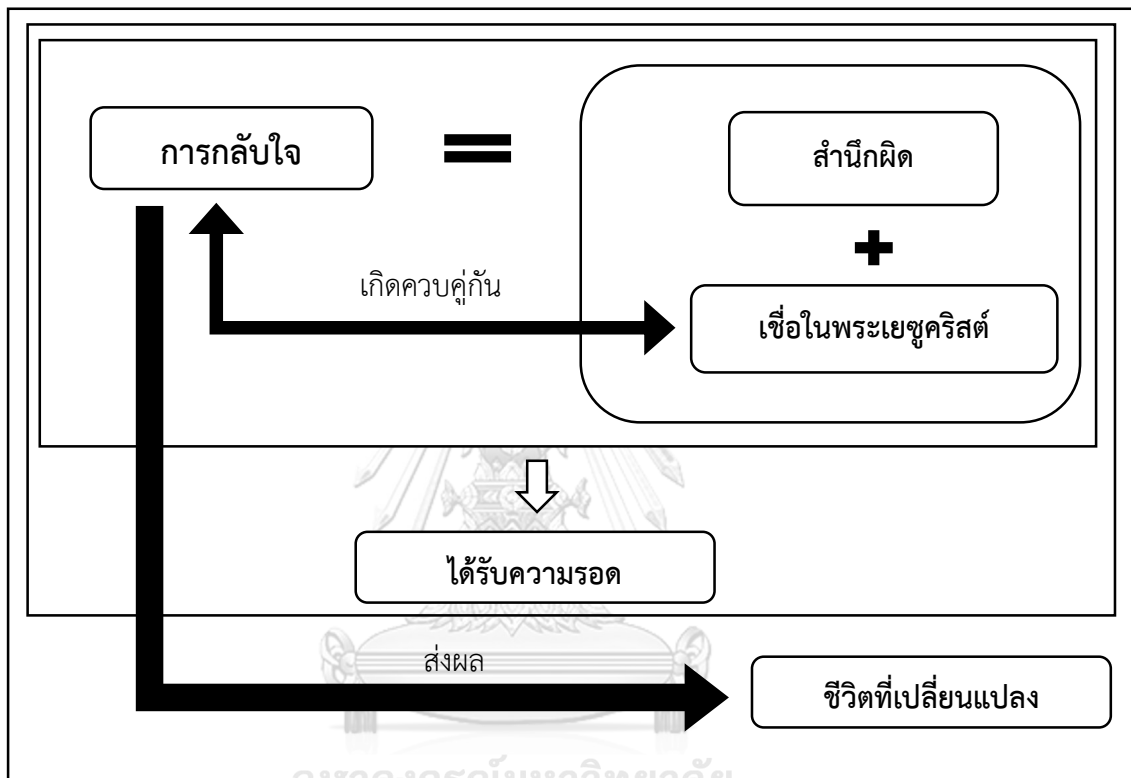 การกลับใจ
สำนึกผิด
เกิดควบคู่กัน
เชื่อในพระเยซูคริสต์
ได้รับความรอด
ส่งผล
ชีวิตที่เปลี่ยนแปลง